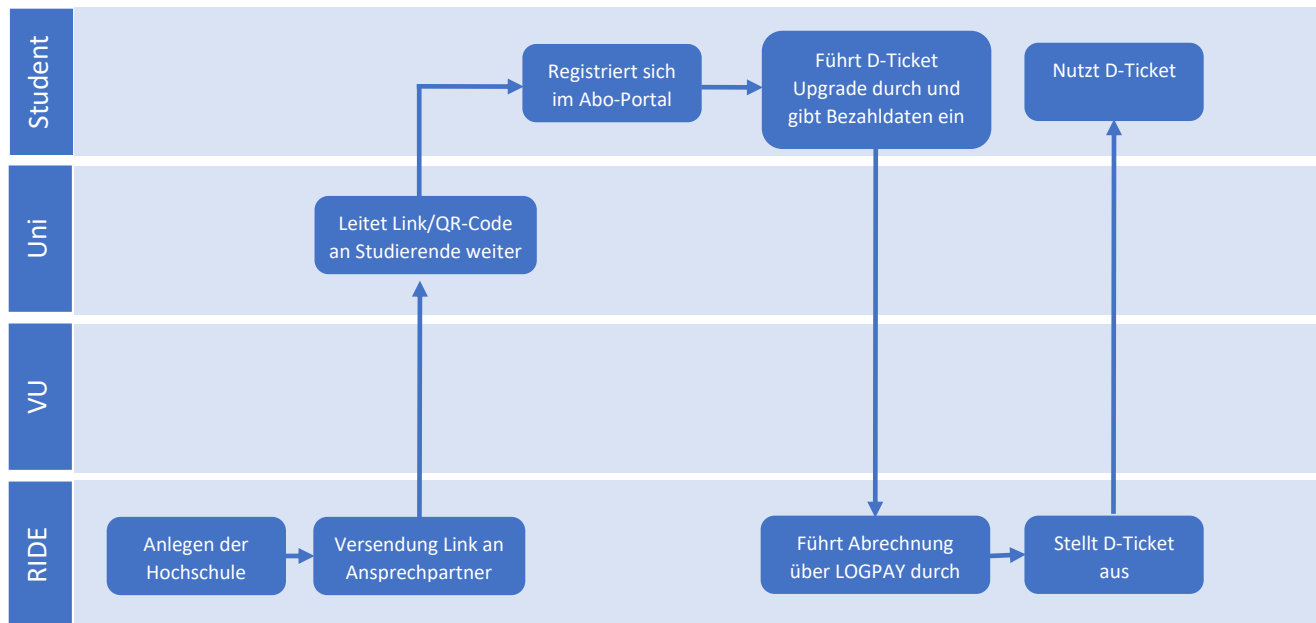 Student
Registriert sich
im Abo-Portal
Führt D-Ticket
Upgrade durch und
gibt Bezahldaten ein
Nutzt D-Ticket
Uni
Leitet Link/QR-Code
an Studierende weiter
VU
RIDE
Anlegen der
Hochschule
Versendung Link an
Ansprechpartner
Führt Abrechnung
über LOGPAY durch
Stellt D-Ticket
aus